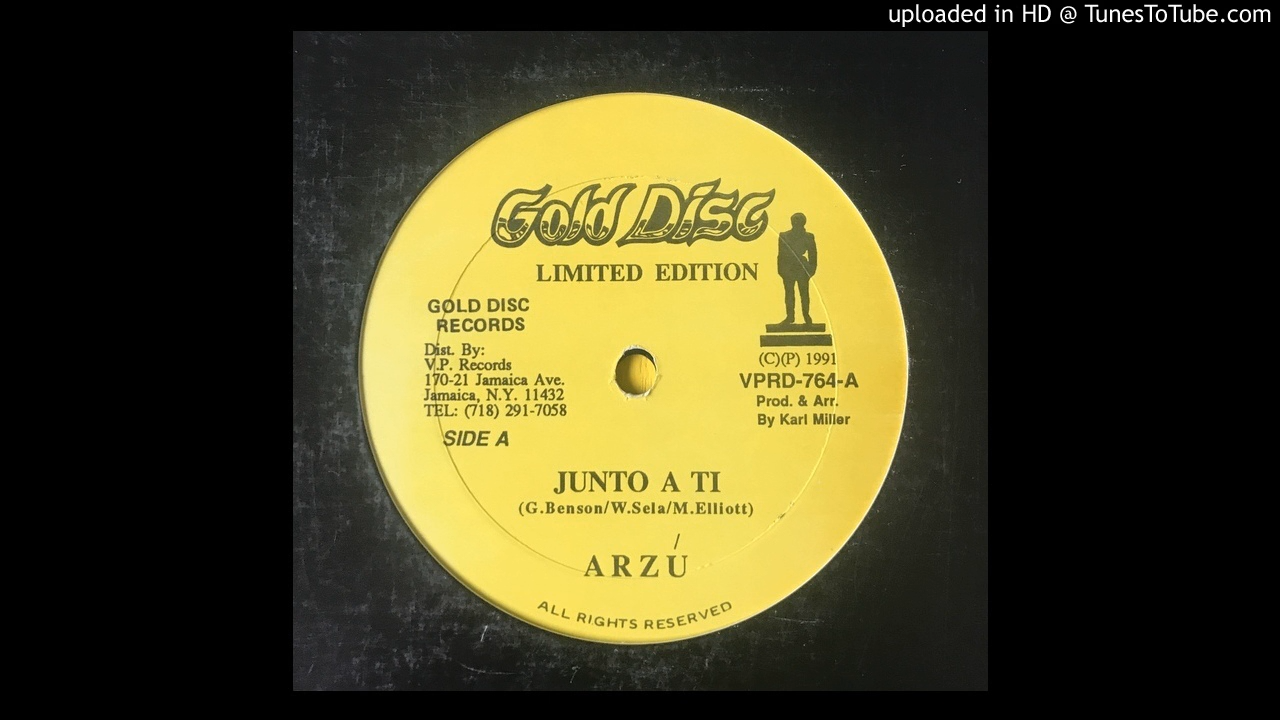 uploaded in HD @ TunesToTube.com
Gold Disc
LIMITED EDITION
GOLD DISC
RECORDS
Dist. By:
V.P. Records
170-21 Jamaica Ave.
Jamaica, N.Y. 11432
TEL: (718) 291-7058
SIDE A
(C)(P) 1991
VPRD-764-A
Prod. & Arr.
By Karl Miller
JUNTO A TI
(G.Benson/W.Sela/M.Elliott)
ARZÚ
ALL RIGHTS RESERVED